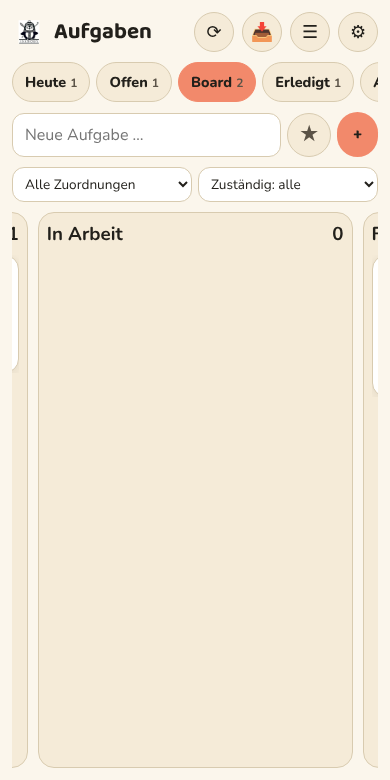 Aufgaben
Heute 1
Offen 1
Board 2
Erledigt 1
Neue Aufgabe ...
+
Alle Zuordnungen
Zuständig: alle
1
In Arbeit
0